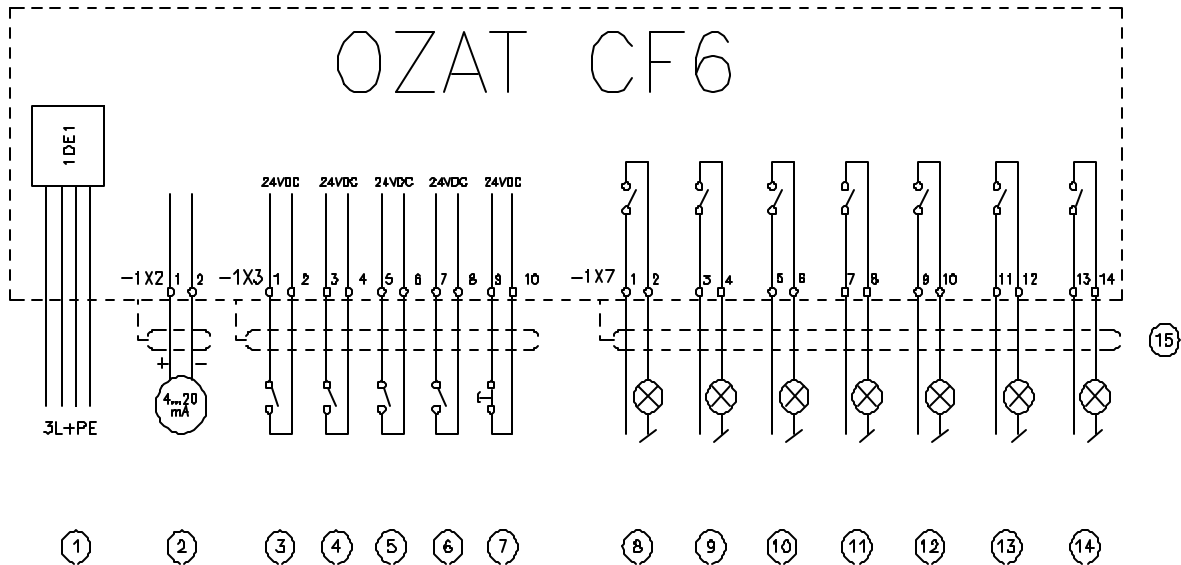 OZAT CF6
1DE1
24VDC 24VDC 24VDC 24VDC 24VDC
-1X2 1 2 -1X3 1 2 3 4 5 6 7 8 9 10 -1X7 1 2 3 4 5 6 7 8 9 10 11 12 13 14
15
+ -
4...20
mA
3L+PE
1 2 3 4 5 6 7 8 9 10 11 12 13 14